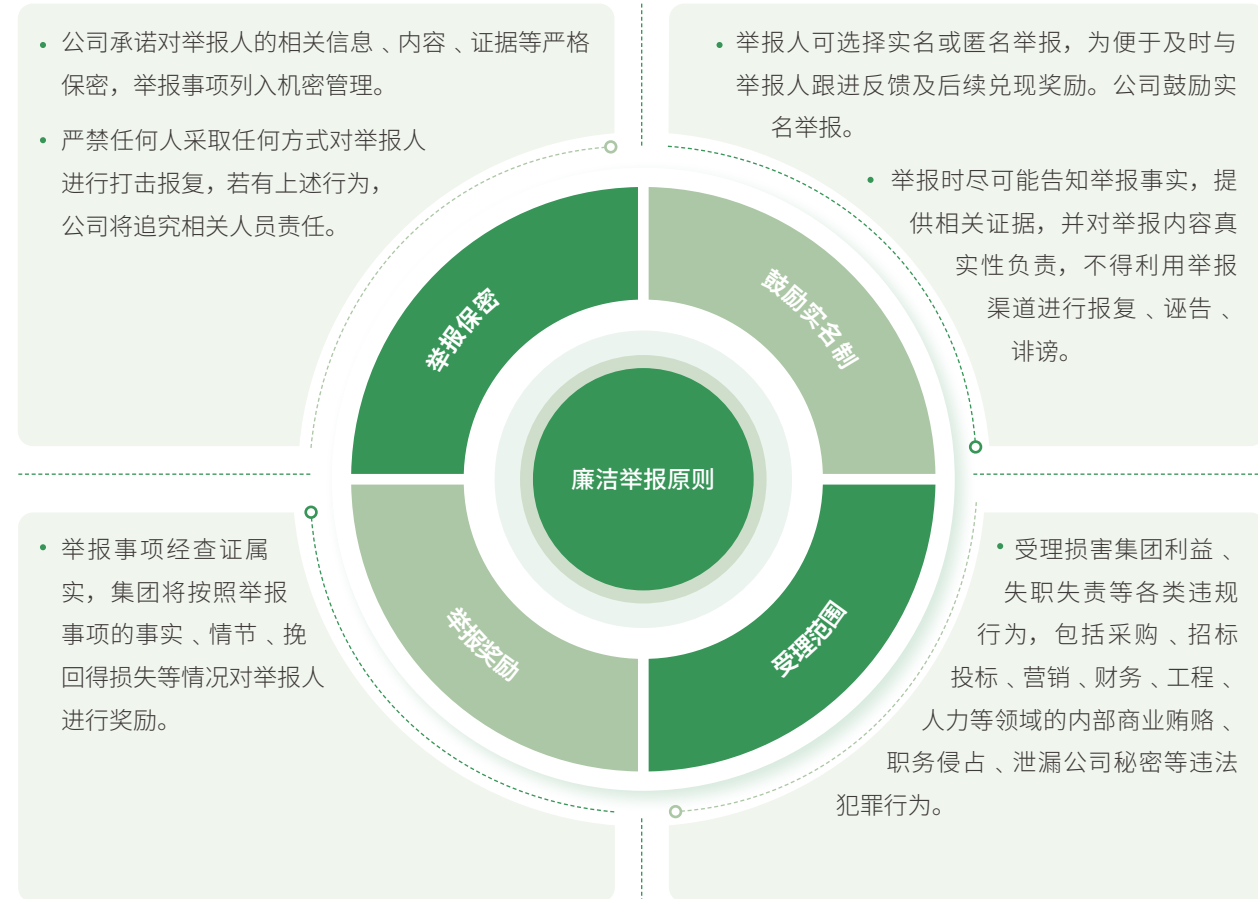 • 公司承诺对举报人的相关信息、内容、证据等严格
保密，举报事项列入机密管理。
• 严禁任何人采取任何方式对举报人
进行打击报复，若有上述行为，
公司将追究相关人员责任。
• 举报人可选择实名或匿名举报，为便于及时与
举报人跟进反馈及后续兑现奖励。公司鼓励实
名举报。
• 举报时尽可能告知举报事实，提
供相关证据，并对举报内容真
实性负责，不得利用举报
渠道进行报复、诬告、
诽谤。
举报保密
鼓励实名制
廉洁举报原则
举报奖励
受理范围
• 举报事项经查证属
实，集团将按照举报
事项的事实、情节、挽
回得损失等情况对举报人
进行奖励。
• 受理损害集团利益、
失职失责等各类违规
行为，包括采购、招标
投标、营销、财务、工程、
人力等领域的内部商业贿赂、
职务侵占、泄漏公司秘密等违法
犯罪行为。